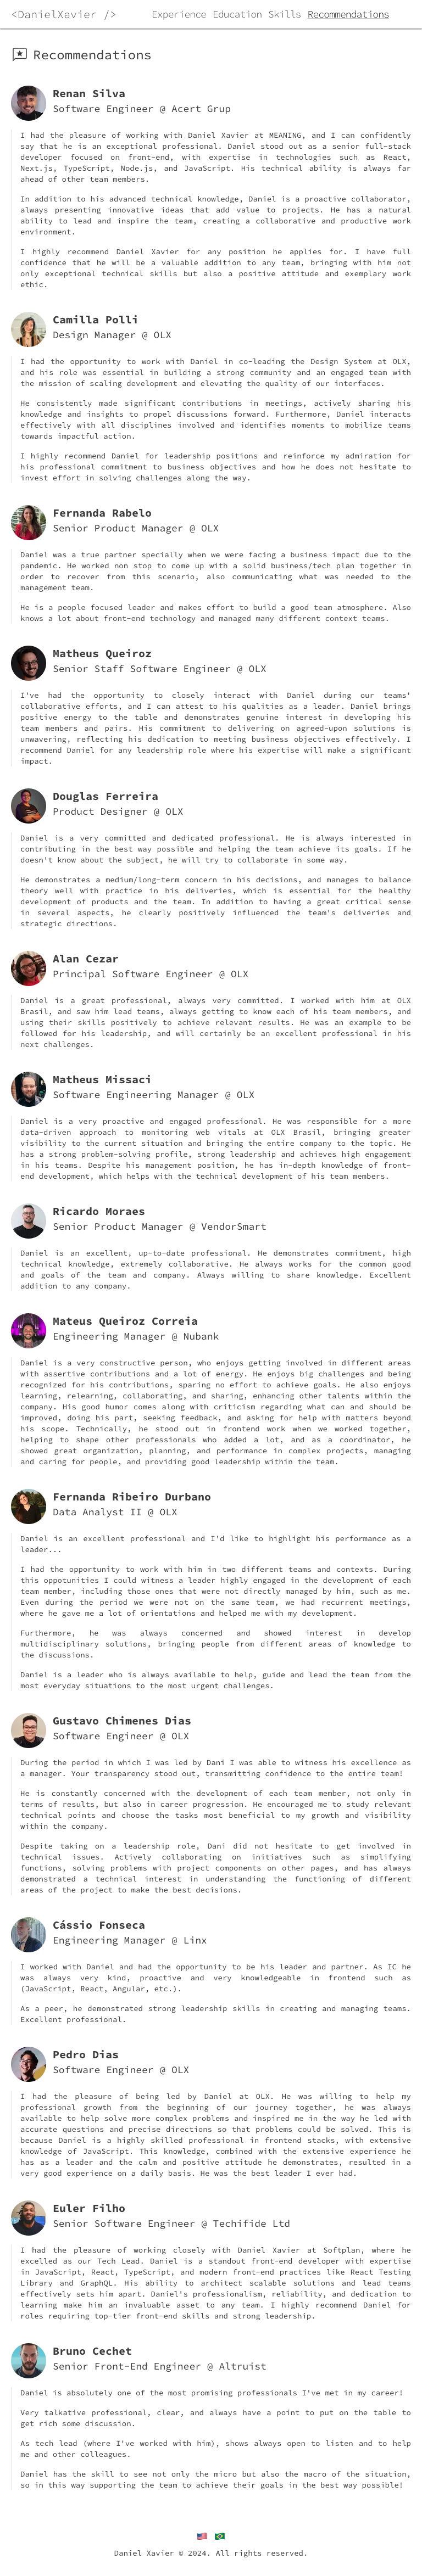 <DanielXavier />
Experience Education Skills Recommendations
Recommendations
Renan Silva
Software Engineer @ Acert Grup
I had the pleasure of working with Daniel Xavier at MEANING, and I can confidently
say that he is an exceptional professional. Daniel stood out as a senior full-stack
developer focused on front-end, with expertise in technologies such as React,
Next.js, TypeScript, Node.js, and JavaScript. His technical ability is always far
ahead of other team members.
In addition to his advanced technical knowledge, Daniel is a proactive collaborator,
always presenting innovative ideas that add value to projects. He has a natural
ability to lead and inspire the team, creating a collaborative and productive work
environment.
I highly recommend Daniel Xavier for any position he applies for. I have full
confidence that he will be a valuable addition to any team, bringing with him not
only exceptional technical skills but also a positive attitude and exemplary work
ethic.
Camilla Polli
Design Manager @ OLX
I had the opportunity to work with Daniel in co-leading the Design System at OLX,
and his role was essential in building a strong community and an engaged team with
the mission of scaling development and elevating the quality of our interfaces.
He consistently made significant contributions in meetings, actively sharing his
knowledge and insights to propel discussions forward. Furthermore, Daniel interacts
effectively with all disciplines involved and identifies moments to mobilize teams
towards impactful action.
I highly recommend Daniel for leadership positions and reinforce my admiration for
his professional commitment to business objectives and how he does not hesitate to
invest effort in solving challenges along the way.
Fernanda Rabelo
Senior Product Manager @ OLX
Daniel was a true partner specially when we were facing a business impact due to the
pandemic. He worked non stop to come up with a solid business/tech plan together in
order to recover from this scenario, also communicating what was needed to the
management team.
He is a people focused leader and makes effort to build a good team atmosphere. Also
knows a lot about front-end technology and managed many different context teams.
Matheus Queiroz
Senior Staff Software Engineer @ OLX
I've had the opportunity to closely interact with Daniel during our teams'
collaborative efforts, and I can attest to his qualities as a leader. Daniel brings
positive energy to the table and demonstrates genuine interest in developing his
team members and pairs. His commitment to delivering on agreed-upon solutions is
unwavering, reflecting his dedication to meeting business objectives effectively. I
recommend Daniel for any leadership role where his expertise will make a significant
impact.
Douglas Ferreira
Product Designer @ OLX
Daniel is a very committed and dedicated professional. He is always interested in
contributing in the best way possible and helping the team achieve its goals. If he
doesn't know about the subject, he will try to collaborate in some way.
He demonstrates a medium/long-term concern in his decisions, and manages to balance
theory well with practice in his deliveries, which is essential for the healthy
development of products and the team. In addition to having a great critical sense
in several aspects, he clearly positively influenced the team's deliveries and
strategic directions.
Alan Cezar
Principal Software Engineer @ OLX
Daniel is a great professional, always very committed. I worked with him at OLX
Brasil, and saw him lead teams, always getting to know each of his team members, and
using their skills positively to achieve relevant results. He was an example to be
followed for his leadership, and will certainly be an excellent professional in his
next challenges.
Matheus Missaci
Software Engineering Manager @ OLX
Daniel is a very proactive and engaged professional. He was responsible for a more
data-driven approach to monitoring web vitals at OLX Brasil, bringing greater
visibility to the current situation and bringing the entire company to the topic. He
has a strong problem-solving profile, strong leadership and achieves high engagement
in his teams. Despite his management position, he has in-depth knowledge of front-
end development, which helps with the technical development of his team members.
Ricardo Moraes
Senior Product Manager @ VendorSmart
Daniel is an excellent, up-to-date professional. He demonstrates commitment, high
technical knowledge, extremely collaborative. He always works for the common good
and goals of the team and company. Always willing to share knowledge. Excellent
addition to any company.
Mateus Queiroz Correia
Engineering Manager @ Nubank
Daniel is a very constructive person, who enjoys getting involved in different areas
with assertive contributions and a lot of energy. He enjoys big challenges and being
recognized for his contributions, sparing no effort to achieve goals. He also enjoys
learning, relearning, collaborating, and sharing, enhancing other talents within the
company. His good humor comes along with criticism regarding what can and should be
improved, doing his part, seeking feedback, and asking for help with matters beyond
his scope. Technically, he stood out in frontend work when we worked together,
helping to shape other professionals who added a lot, and as a coordinator, he
showed great organization, planning, and performance in complex projects, managing
and caring for people, and providing good leadership within the team.
Fernanda Ribeiro Durbano
Data Analyst II @ OLX
Daniel is an excellent professional and I'd like to highlight his performance as a
leader...
I had the opportunity to work with him in two different teams and contexts. During
this oppotunities I could witness a leader highly engaged in the development of each
team member, including those ones that were not directly managed by him, such as me.
Even during the period we were not on the same team, we had recurrent meetings,
where he gave me a lot of orientations and helped me with my development.
Furthermore, he was always concerned and showed interest in develop
multidisciplinary solutions, bringing people from different areas of knowledge to
the discussions.
Daniel is a leader who is always available to help, guide and lead the team from the
most everyday situations to the most urgent challenges.
Gustavo Chimenes Dias
Software Engineer @ OLX
During the period in which I was led by Dani I was able to witness his excellence as
a manager. Your transparency stood out, transmitting confidence to the entire team!
He is constantly concerned with the development of each team member, not only in
terms of results, but also in career progression. He encouraged me to study relevant
technical points and choose the tasks most beneficial to my growth and visibility
within the company.
Despite taking on a leadership role, Dani did not hesitate to get involved in
technical issues. Actively collaborating on initiatives such as simplifying
functions, solving problems with project components on other pages, and has always
demonstrated a technical interest in understanding the functioning of different
areas of the project to make the best decisions.
Cássio Fonseca
Engineering Manager @ Linx
I worked with Daniel and had the opportunity to be his leader and partner. As IC he
was always very kind, proactive and very knowledgeable in frontend such as
(JavaScript, React, Angular, etc.).
As a peer, he demonstrated strong leadership skills in creating and managing teams.
Excellent professional.
Pedro Dias
Software Engineer @ OLX
I had the pleasure of being led by Daniel at OLX. He was willing to help my
professional growth from the beginning of our journey together, he was always
available to help solve more complex problems and inspired me in the way he led with
accurate questions and precise directions so that problems could be solved. This is
because Daniel is a highly skilled professional in frontend stacks, with extensive
knowledge of JavaScript. This knowledge, combined with the extensive experience he
has as a leader and the calm and positive attitude he demonstrates, resulted in a
very good experience on a daily basis. He was the best leader I ever had.
Euler Filho
Senior Software Engineer @ Techifide Ltd
I had the pleasure of working closely with Daniel Xavier at Softplan, where he
excelled as our Tech Lead. Daniel is a standout front-end developer with expertise
in JavaScript, React, TypeScript, and modern front-end practices like React Testing
Library and GraphQL. His ability to architect scalable solutions and lead teams
effectively sets him apart. Daniel's professionalism, reliability, and dedication to
learning make him an invaluable asset to any team. I highly recommend Daniel for
roles requiring top-tier front-end skills and strong leadership.
Bruno Cechet
Senior Front-End Engineer @ Altruist
Daniel is absolutely one of the most promising professionals I've met in my career!
Very talkative professional, clear, and always have a point to put on the table to
get rich some discussion.
As tech lead (where I've worked with him), shows always open to listen and to help
me and other colleagues.
Daniel has the skill to see not only the micro but also the macro of the situation,
so in this way supporting the team to achieve their goals in the best way possible!
Daniel Xavier © 2024. All rights reserved.